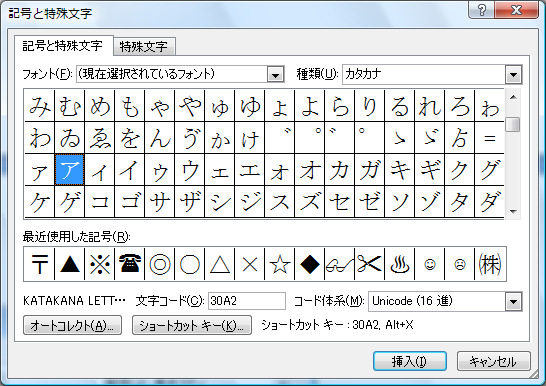 記号と特殊文字
記号と特殊文字 特殊文字
フォント(F): (現在選択されているフォント) 種類(U): カタカナ
み む め も ゃ や ゅ ゆ ょ よ ら り る れ ろ ゎ
わ ゐ ゑ を ん ゔ ゕ ゖ ゛ ゜ ゛ ゜ ゝ ゞ ゟ ゠
ァ ア ィ イ ゥ ウ ェ エ ォ オ カ ガ キ ギ ク グ
ケ ゲ コ ゴ サ ザ シ ジ ス ズ セ ゼ ソ ゾ タ ダ
最近使用した記号(R):
〒 ▲ ※ ☎ ◎ ○ △ × ☆ ◆ 👓 ✂ ♨ ☺ ☹ ㈱
KATAKANA LETT… 文字コード(C): 30A2 コード体系(M): Unicode (16 進)
オートコレクト(A)... ショートカット キー(K)... ショートカット キー : 30A2, Alt+X
挿入(I) キャンセル